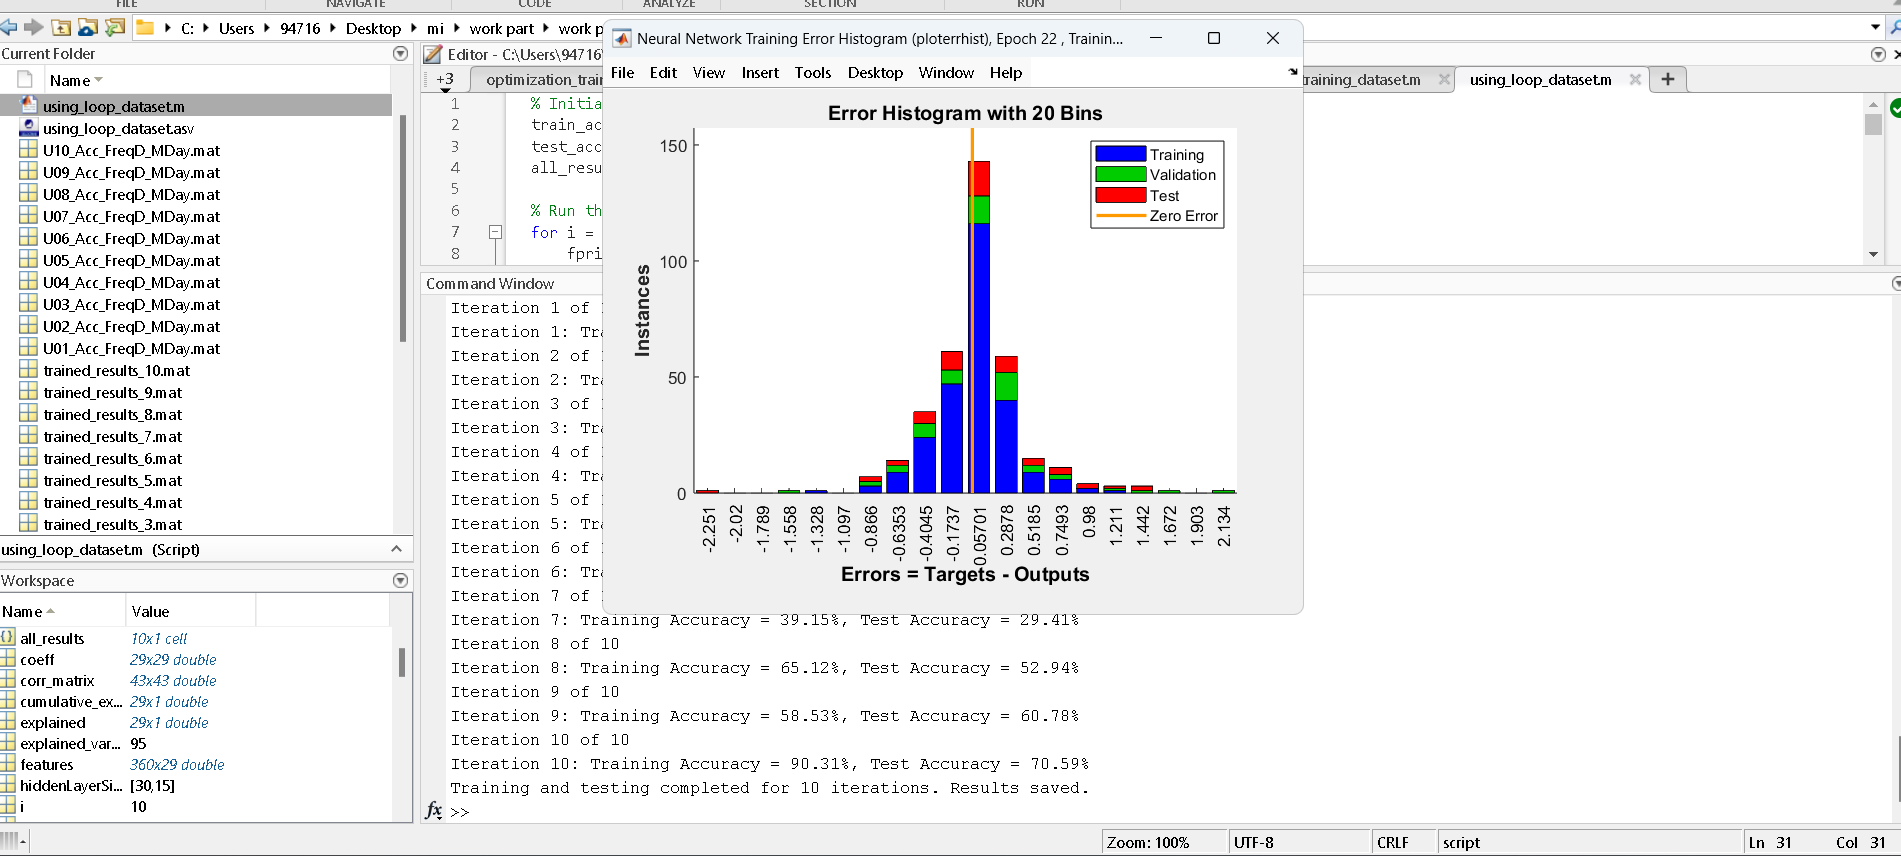 FILE NAVIGATE CODE ANALYZE SECTION RUN
C: Users 94716 Desktop mi work part work p
Current Folder
Name
using_loop_dataset.m
using_loop_dataset.asv
U10_Acc_FreqD_MDay.mat
U09_Acc_FreqD_MDay.mat
U08_Acc_FreqD_MDay.mat
U07_Acc_FreqD_MDay.mat
U06_Acc_FreqD_MDay.mat
U05_Acc_FreqD_MDay.mat
U04_Acc_FreqD_MDay.mat
U03_Acc_FreqD_MDay.mat
U02_Acc_FreqD_MDay.mat
U01_Acc_FreqD_MDay.mat
trained_results_10.mat
trained_results_9.mat
trained_results_8.mat
trained_results_7.mat
trained_results_6.mat
trained_results_5.mat
trained_results_4.mat
trained_results_3.mat
using_loop_dataset.m (Script)
Workspace
Name Value
all_results 10x1 cell
coeff 29x29 double
corr_matrix 43x43 double
cumulative_ex... 29x1 double
explained 29x1 double
explained_var... 95
features 360x29 double
hiddenLayerSi... [30,15]
i 10
Editor - C:\Users\94716
+3 optimization_trai
training_dataset.m using_loop_dataset.m
1 % Initia
2 train_ac
3 test_acc
4 all_resu
5
6 % Run th
7 for i =
8 fpri
Neural Network Training Error Histogram (ploterrhist), Epoch 22 , Trainin...
File Edit View Insert Tools Desktop Window Help
Error Histogram with 20 Bins
150
100
50
0
Instances
Training
Validation
Test
Zero Error
-2.251 -2.02 -1.789 -1.558 -1.328 -1.097 -0.866 -0.6353 -0.4045 -0.1737 0.05701 0.2878 0.5185 0.7493 0.98 1.211 1.442 1.672 1.903 2.134
Errors = Targets - Outputs
Command Window
Iteration 1 of
Iteration 1: Tra
Iteration 2 of
Iteration 2: Tra
Iteration 3 of
Iteration 3: Tra
Iteration 4 of
Iteration 4: Tra
Iteration 5 of
Iteration 5: Tra
Iteration 6 of
Iteration 6: Tra
Iteration 7 of
Iteration 7: Training Accuracy = 39.15%, Test Accuracy = 29.41%
Iteration 8 of 10
Iteration 8: Training Accuracy = 65.12%, Test Accuracy = 52.94%
Iteration 9 of 10
Iteration 9: Training Accuracy = 58.53%, Test Accuracy = 60.78%
Iteration 10 of 10
Iteration 10: Training Accuracy = 90.31%, Test Accuracy = 70.59%
Training and testing completed for 10 iterations. Results saved.
fx >>
Zoom: 100% UTF-8 CRLF script Ln 31 Col 31